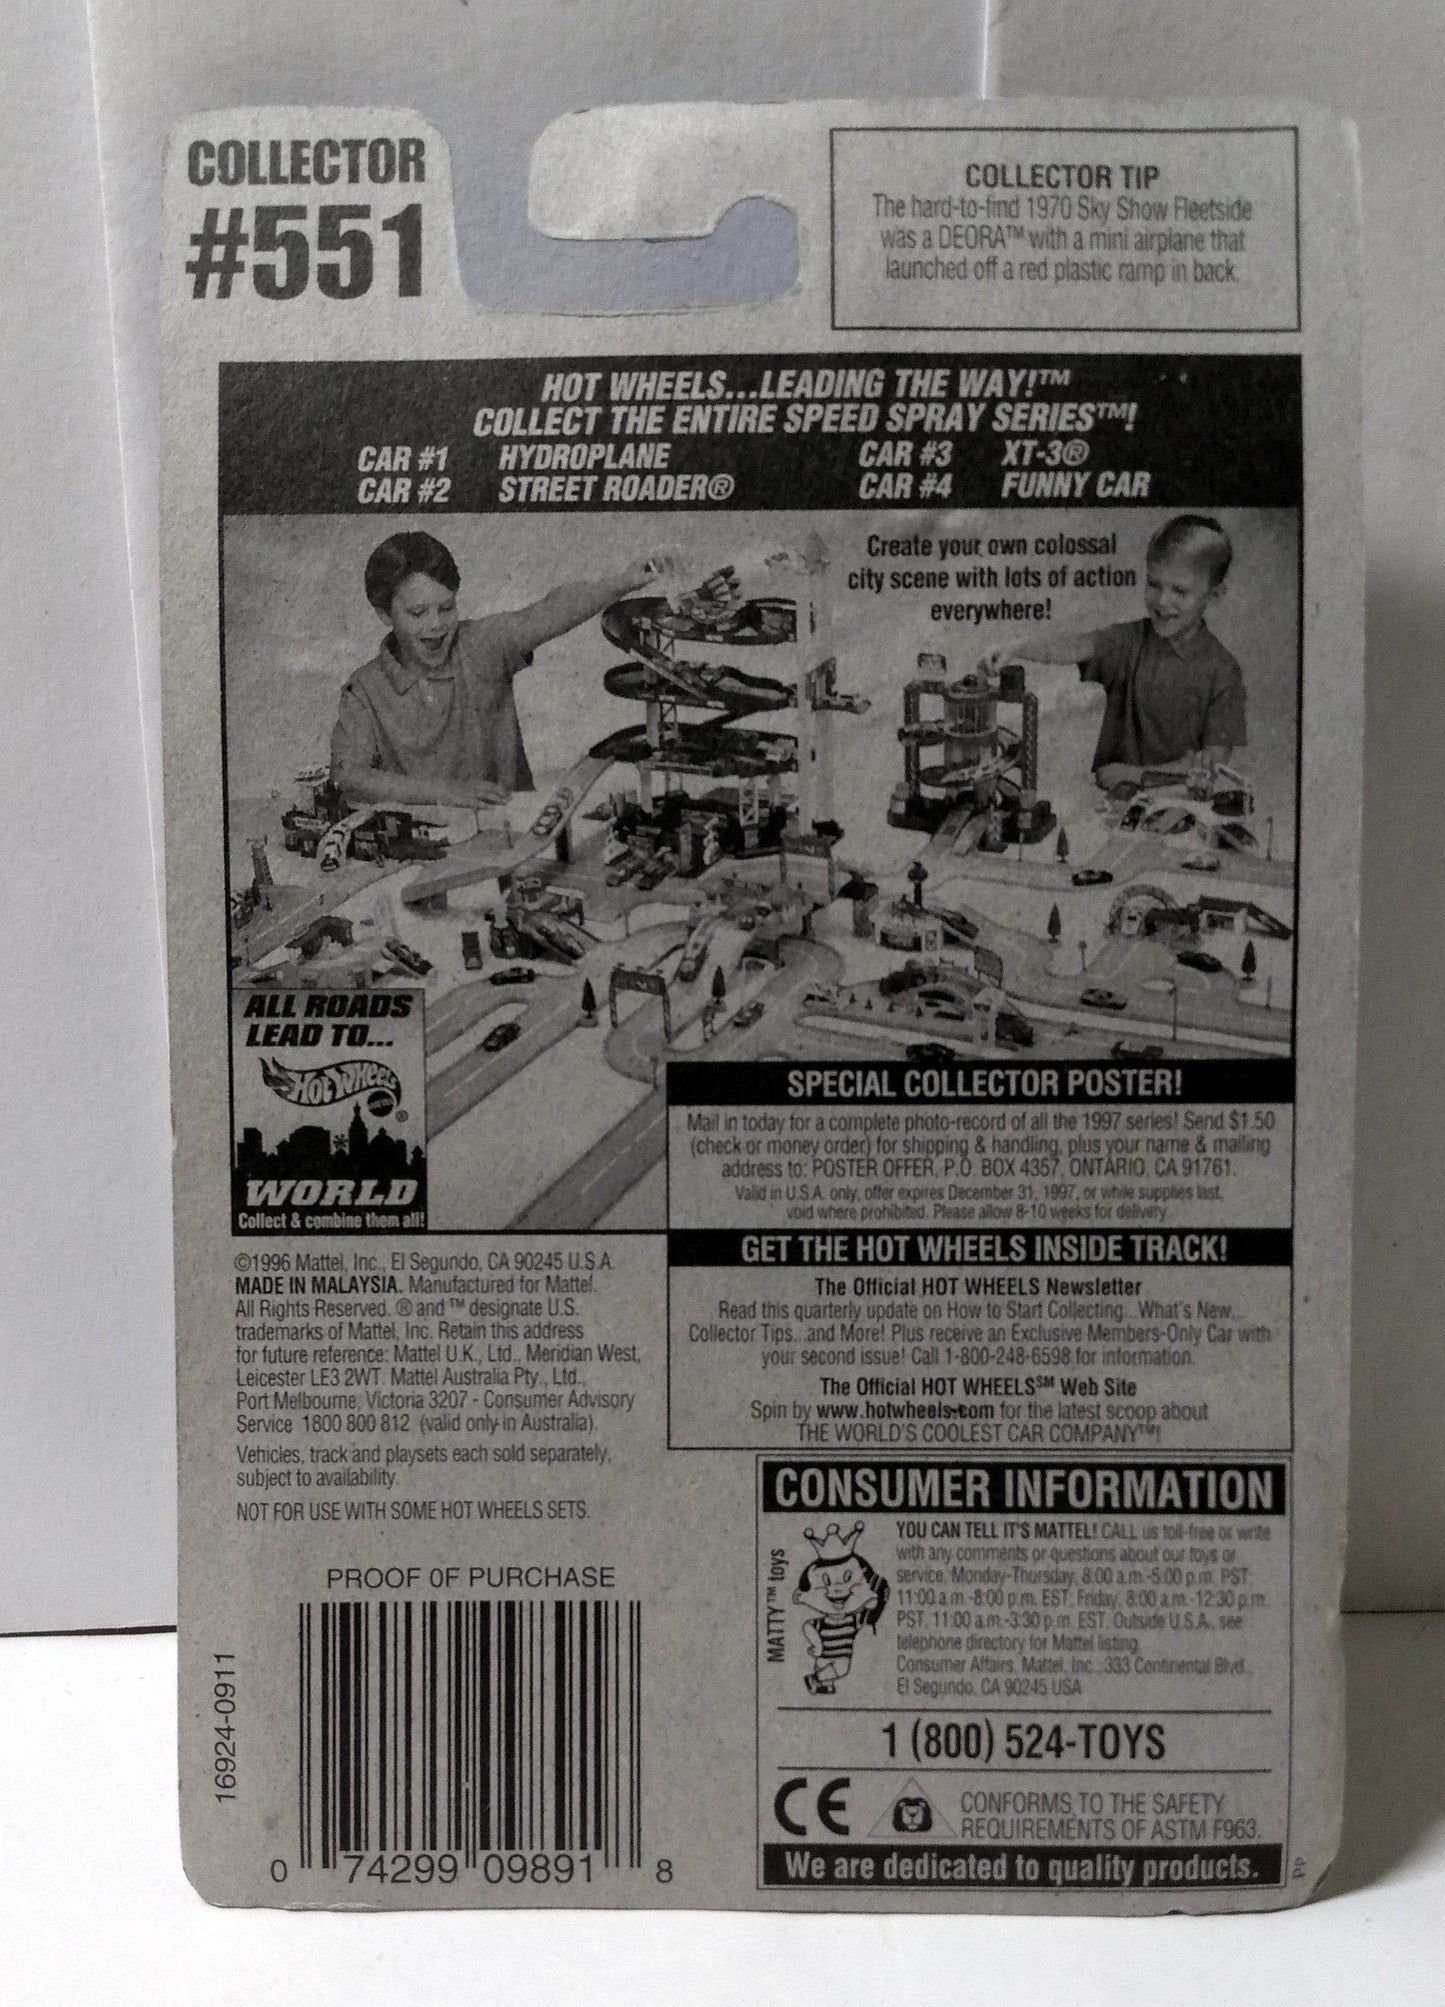 COLLECTOR
#551
COLLECTOR TIP
The hard-to-find 1970 Sky Show Fleetside
was a DEORA™ with a mini airplane that
launched off a red plastic ramp in back.
HOT WHEELS...LEADING THE WAY!™
COLLECT THE ENTIRE SPEED SPRAY SERIES™!
CAR #1 HYDROPLANE CAR #3 XT-3®
CAR #2 STREET ROADER® CAR #4 FUNNY CAR
Create your own colossal
city scene with lots of action
everywhere!
ALL ROADS
LEAD TO...
HOT WHEELS
MATTEL
®
WORLD
Collect & combine them all!
SPECIAL COLLECTOR POSTER!
Mail in today for a complete photo-record of all the 1997 series! Send $1.50
(check or money order) for shipping & handling, plus your name & mailing
address to: POSTER OFFER, P.O. BOX 4357, ONTARIO, CA 91761.
Valid in U.S.A. only, offer expires December 31, 1997, or while supplies last,
void where prohibited. Please allow 8-10 weeks for delivery.
GET THE HOT WHEELS INSIDE TRACK!
The Official HOT WHEELS Newsletter
Read this quarterly update on How to Start Collecting...What's New...
Collector Tips...and More! Plus receive an Exclusive Members-Only Car with
your second issue! Call 1-800-248-6598 for information.
The Official HOT WHEELS℠ Web Site
Spin by www.hotwheels.com for the latest scoop about
THE WORLD'S COOLEST CAR COMPANY™!
©1996 Mattel, Inc., El Segundo, CA 90245 U.S.A.
MADE IN MALAYSIA. Manufactured for Mattel.
All Rights Reserved. ® and ™ designate U.S.
trademarks of Mattel, Inc. Retain this address
for future reference: Mattel U.K., Ltd., Meridian West,
Leicester LE3 2WT. Mattel Australia Pty., Ltd.,
Port Melbourne, Victoria 3207 - Consumer Advisory
Service 1800 800 812 (valid only in Australia).
Vehicles, track and playsets each sold separately,
subject to availability.
NOT FOR USE WITH SOME HOT WHEELS SETS.
CONSUMER INFORMATION
MATTY™ toys
YOU CAN TELL IT'S MATTEL! CALL us toll-free or write
with any comments or questions about our toys or
service, Monday-Thursday, 8:00 a.m.-5:00 p.m. PST,
11:00 a.m.-8:00 p.m. EST; Friday, 8:00 a.m.-12:30 p.m.
PST, 11:00 a.m.-3:30 p.m. EST. Outside U.S.A., see
telephone directory for Mattel listing.
Consumer Affairs, Mattel, Inc., 333 Continental Blvd.,
El Segundo, CA 90245 USA
1 (800) 524-TOYS
CE
CONFORMS TO THE SAFETY
REQUIREMENTS OF ASTM F963.
We are dedicated to quality products.
PP
PROOF OF PURCHASE
16924-0911
0 74299 09891 8